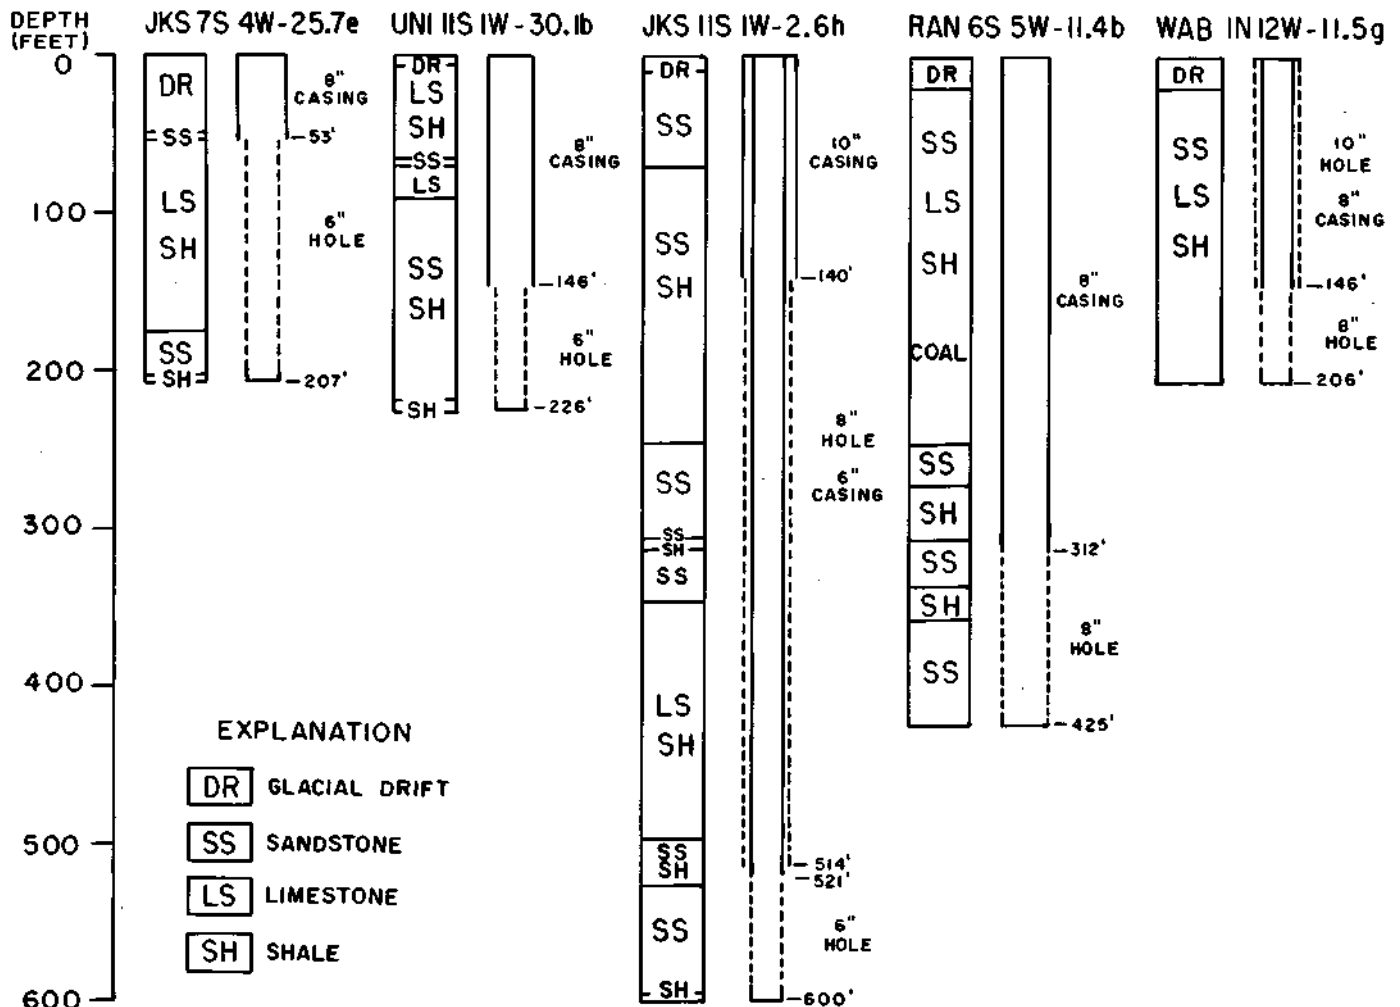 DEPTH
(FEET)
0
100
200
300
400
500
600
JKS 7S 4W-25.7e
DR
SS
LS
SH
SS
SH
8"
CASING
53'
6"
HOLE
207'
UNI IIS IW-30.1b
DR
LS
SH
SS
LS
SS
SH
SH
8"
CASING
146'
6"
HOLE
226'
JKS IIS IW-2.6h
DR
SS
SS
SH
SS
SS
SH
SS
LS
SH
SS
SH
SS
SH
10"
CASING
140'
8"
HOLE
6"
CASING
514'
521'
6"
HOLE
600'
RAN 6S 5W-11.4b
DR
SS
LS
SH
COAL
SS
SH
SS
SH
SS
8"
CASING
312'
8"
HOLE
425'
WAB IN 12W-11.5g
DR
SS
LS
SH
10"
HOLE
8"
CASING
146'
8"
HOLE
206'
EXPLANATION
DR GLACIAL DRIFT
SS SANDSTONE
LS LIMESTONE
SH SHALE